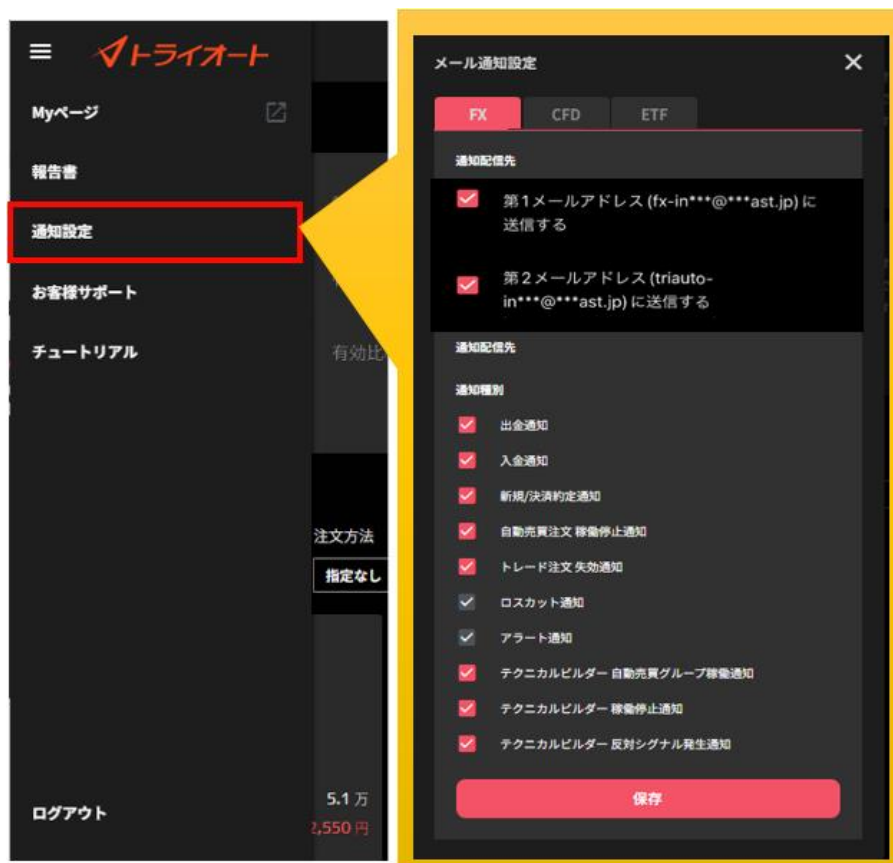 トライオート
Myページ
報告書
通知設定
お客様サポート
チュートリアル
ログアウト
有効比
注文方法
指定なし
5.1 万
2,550 円
メール通知設定
FX
CFD
ETF
通知配信先
第1メールアドレス (fx-in***@***ast.jp) に
送信する
第2メールアドレス (triauto-
in***@***ast.jp) に送信する
通知配信先
通知種別
出金通知
入金通知
新規/決済約定通知
自動売買注文 稼働停止通知
トレード注文 失効通知
ロスカット通知
アラート通知
テクニカルビルダー 自動売買グループ稼働通知
テクニカルビルダー 稼働停止通知
テクニカルビルダー 反対シグナル発生通知
保存